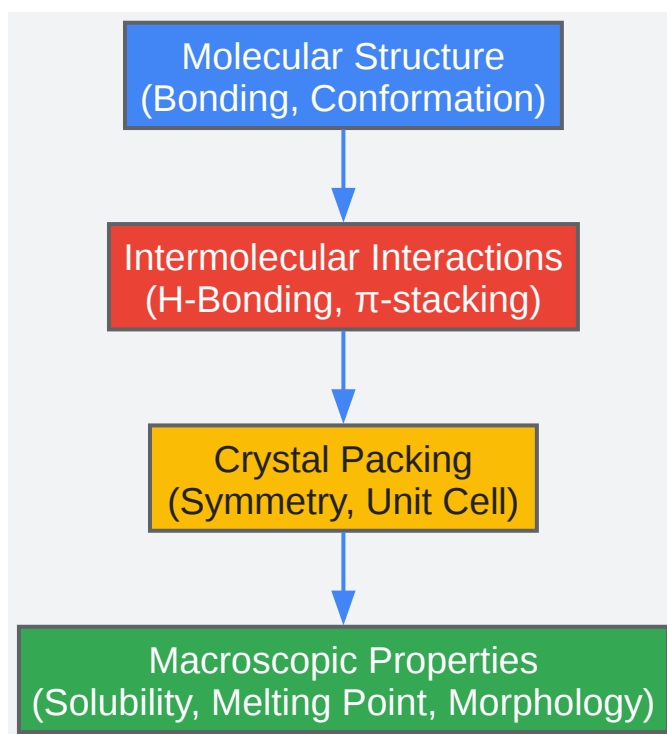 Molecular Structure
(Bonding, Conformation)
Intermolecular Interactions
(H-Bonding, π-stacking)
Crystal Packing
(Symmetry, Unit Cell)
Macroscopic Properties
(Solubility, Melting Point, Morphology)